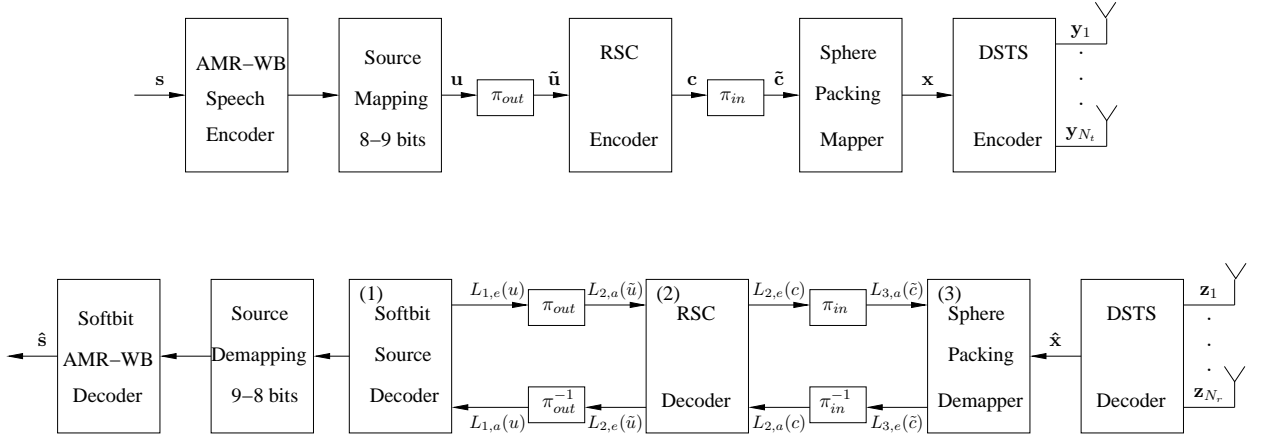 s
AMR–WB
Speech
Encoder
Source
Mapping
8–9 bits
u
π_out
ũ
RSC
Encoder
c
π_in
c̃
Sphere
Packing
Mapper
x
DSTS
Encoder
y_1
y_{N_t}
ŝ
Softbit
AMR–WB
Decoder
Source
Demapping
9–8 bits
(1)
Softbit
Source
Decoder
L_{1,e}(u)
π_out
L_{2,a}(ũ)
L_{1,a}(u)
π_out^{-1}
L_{2,e}(ũ)
(2)
RSC
Decoder
L_{2,e}(c)
π_in
L_{3,a}(c̃)
L_{2,a}(c)
π_in^{-1}
L_{3,e}(c̃)
(3)
Sphere
Packing
Demapper
x̂
DSTS
Decoder
z_1
z_{N_r}